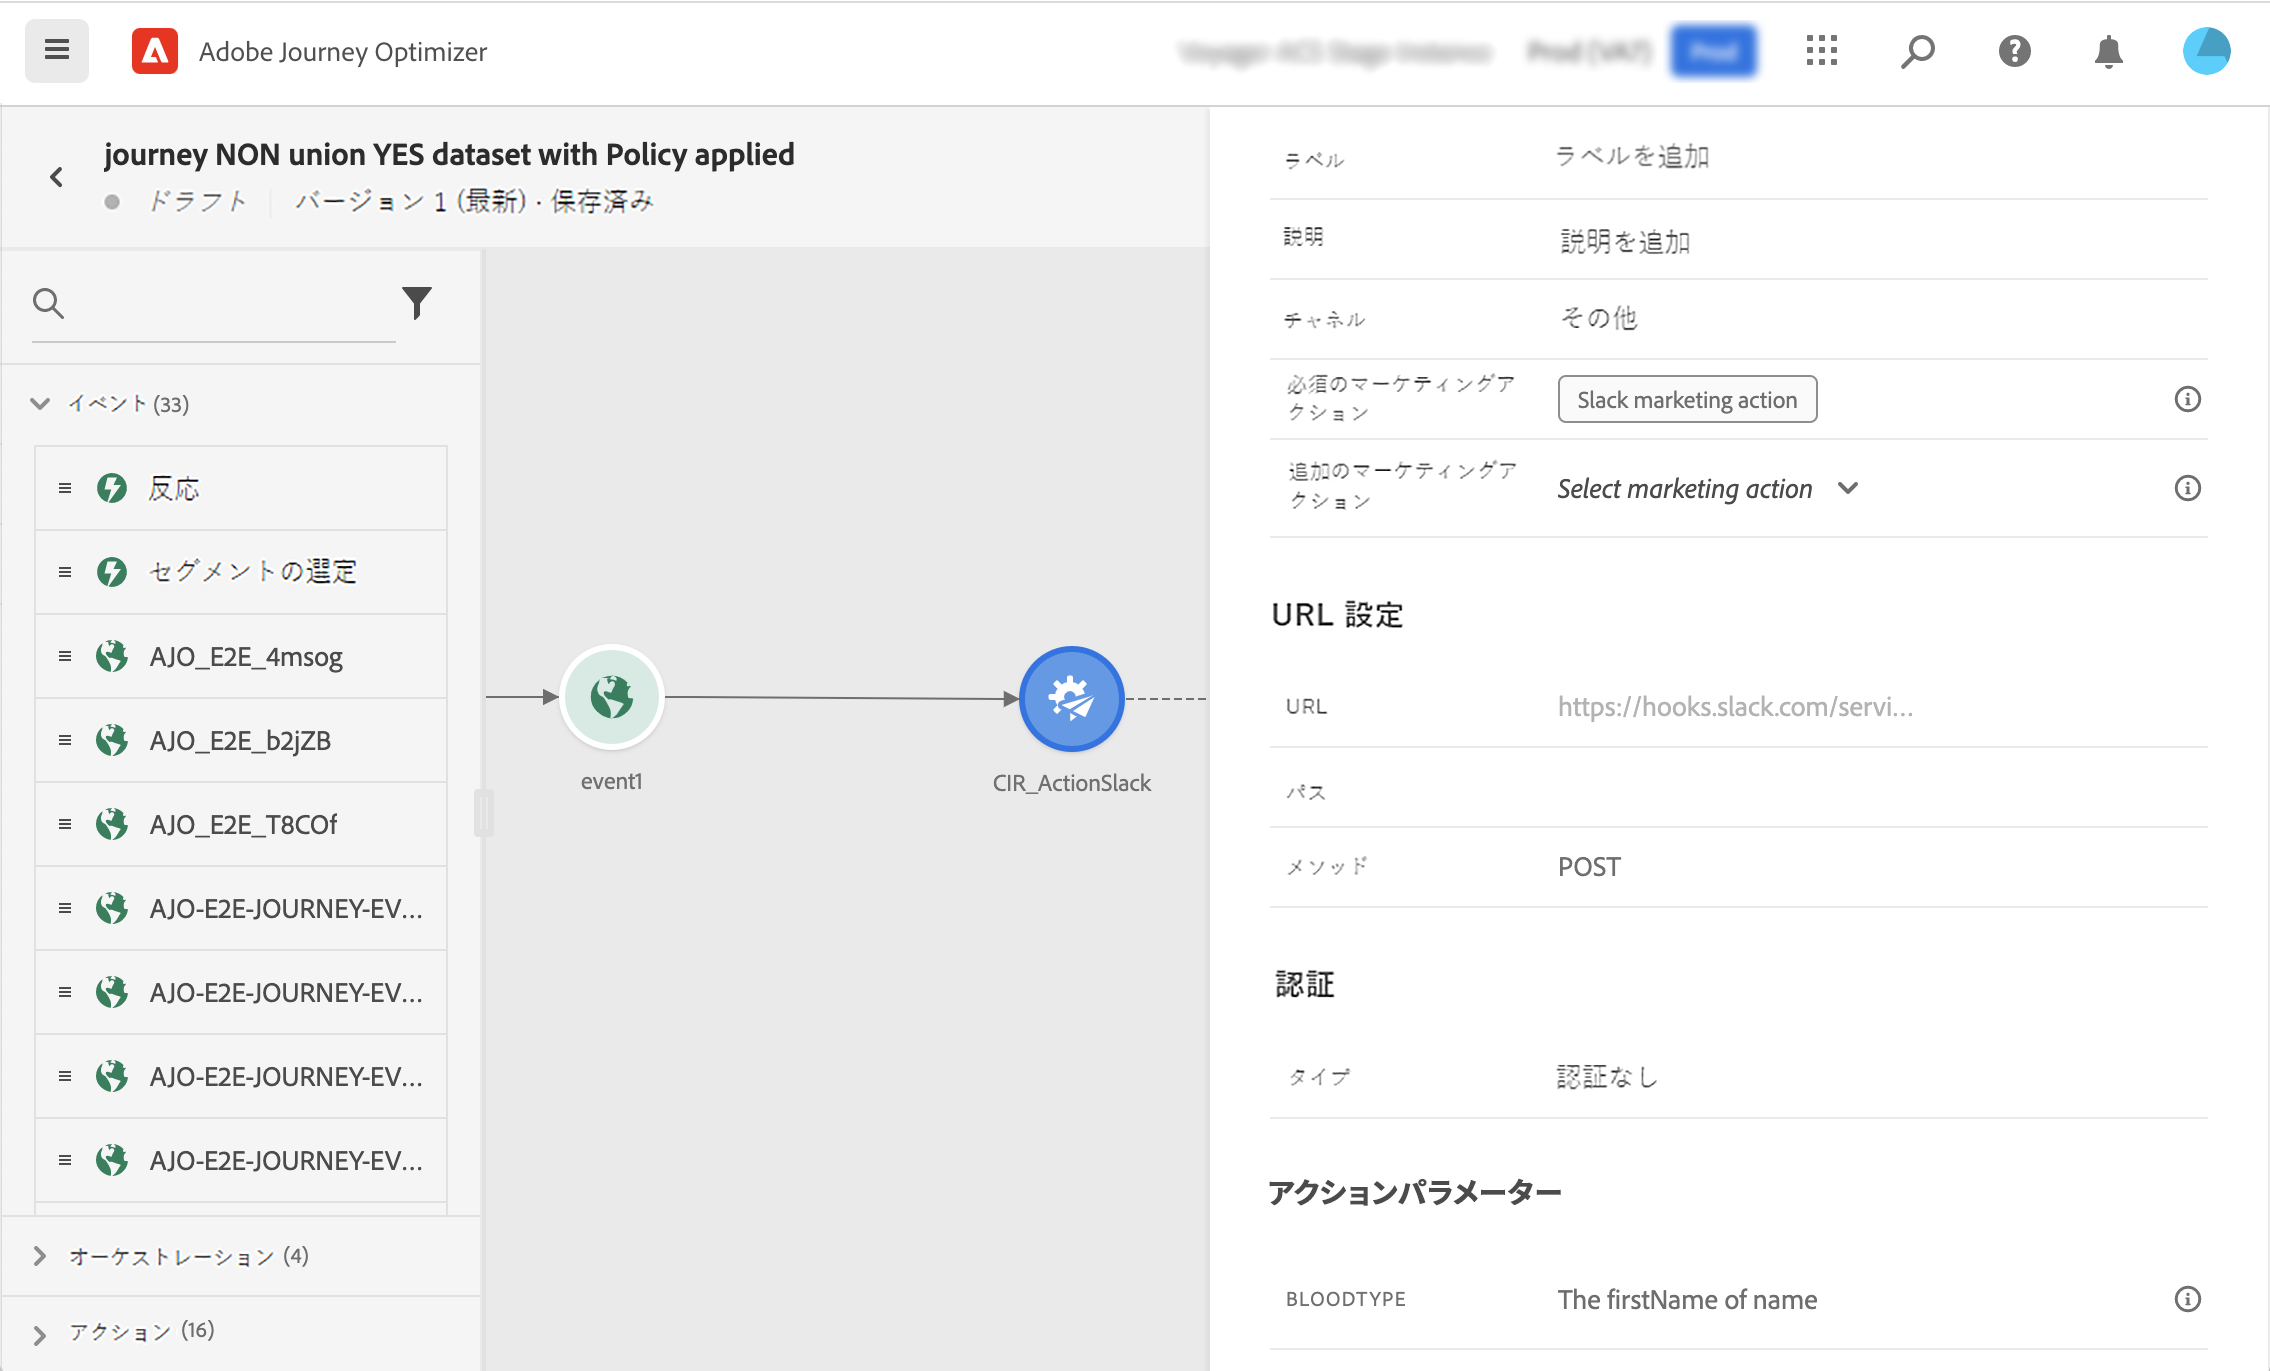 Adobe Journey Optimizer
journey NON union YES dataset with Policy applied
ドラフト バージョン 1 (最新) · 保存済み
イベント (33)
反応
セグメントの選定
AJO_E2E_4msog
AJO_E2E_b2jZB
AJO_E2E_T8COf
AJO-E2E-JOURNEY-EV...
AJO-E2E-JOURNEY-EV...
AJO-E2E-JOURNEY-EV...
AJO-E2E-JOURNEY-EV...
オーケストレーション (4)
アクション (16)
event1
CIR_ActionSlack
ラベル ラベルを追加
説明 説明を追加
チャネル その他
必須のマーケティングア
クション
Slack marketing action
追加のマーケティングア
クション
Select marketing action
URL 設定
URL https://hooks.slack.com/servi...
パス
メソッド POST
認証
タイプ 認証なし
アクションパラメーター
BLOODTYPE The firstName of name